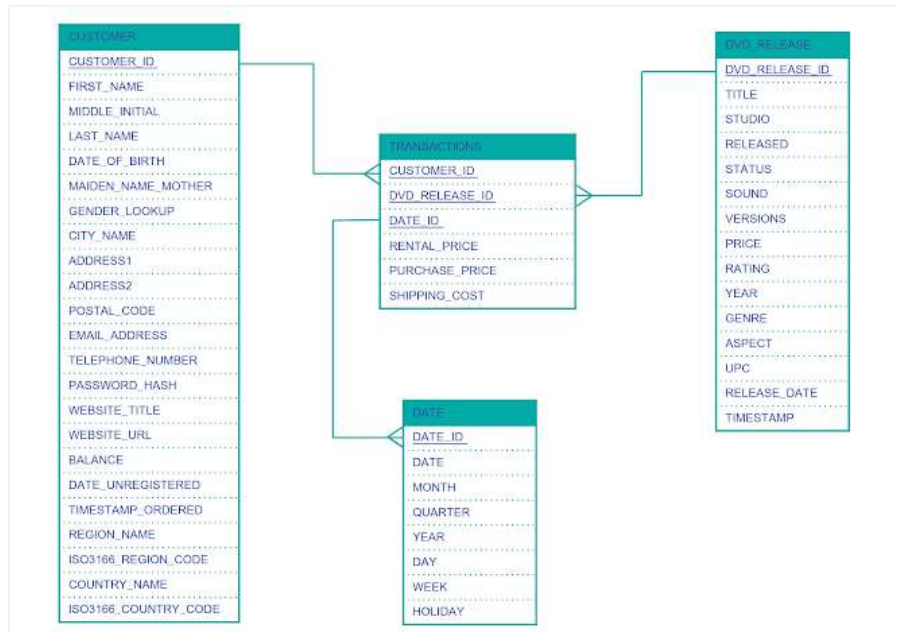 CUSTOMER
CUSTOMER_ID
FIRST_NAME
MIDDLE_INITIAL
LAST_NAME
DATE_OF_BIRTH
MAIDEN_NAME_MOTHER
GENDER_LOOKUP
CITY_NAME
ADDRESS1
ADDRESS2
POSTAL_CODE
EMAIL_ADDRESS
TELEPHONE_NUMBER
PASSWORD_HASH
WEBSITE_TITLE
WEBSITE_URL
BALANCE
DATE_UNREGISTERED
TIMESTAMP_ORDERED
REGION_NAME
ISO3166_REGION_CODE
COUNTRY_NAME
ISO3166_COUNTRY_CODE
TRANSACTIONS
CUSTOMER_ID
DVD_RELEASE_ID
DATE_ID
RENTAL_PRICE
PURCHASE_PRICE
SHIPPING_COST
DATE
DATE_ID
DATE
MONTH
QUARTER
YEAR
DAY
WEEK
HOLIDAY
DVD_RELEASE
DVD_RELEASE_ID
TITLE
STUDIO
RELEASED
STATUS
SOUND
VERSIONS
PRICE
RATING
YEAR
GENRE
ASPECT
UPC
RELEASE_DATE
TIMESTAMP